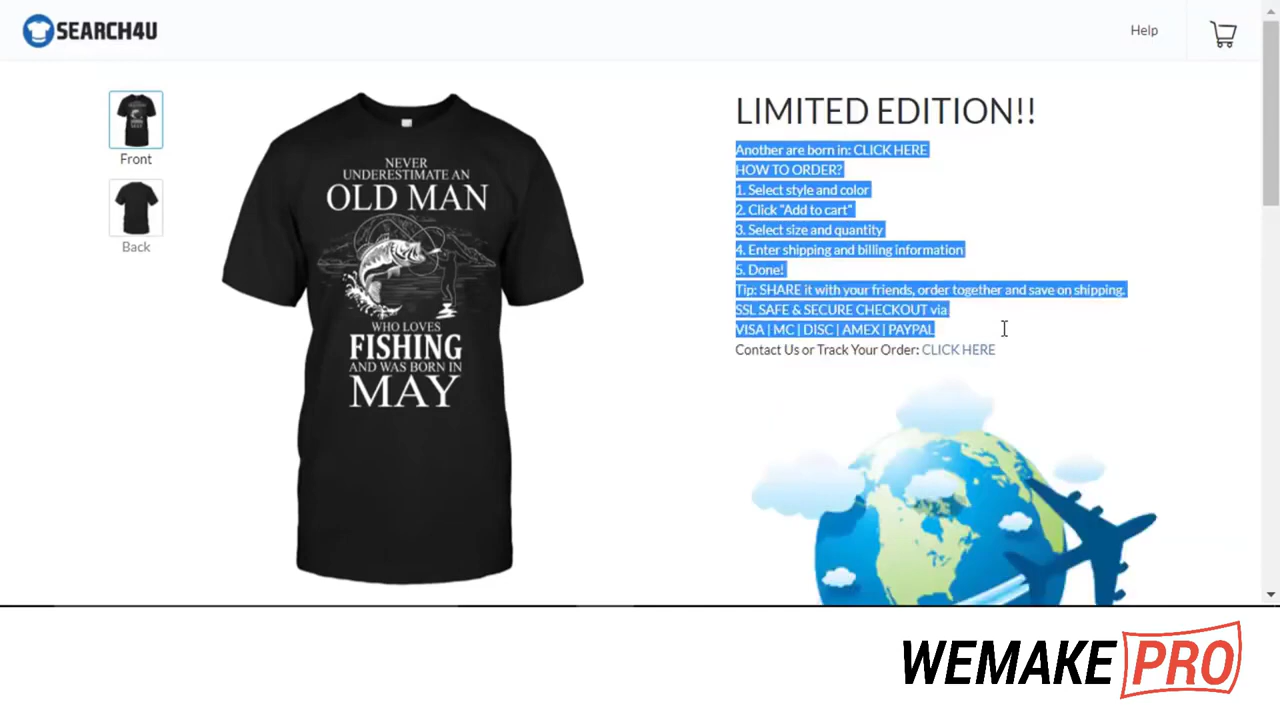 SEARCH4U
Help
Front
Back
NEVER
UNDERESTIMATE AN
OLD MAN
WHO LOVES
FISHING
AND WAS BORN IN
MAY
LIMITED EDITION!!
Another are born in: CLICK HERE
HOW TO ORDER?
1. Select style and color
2. Click "Add to cart"
3. Select size and quantity
4. Enter shipping and billing information
5. Done!
Tip: SHARE it with your friends, order together and save on shipping.
SSL SAFE & SECURE CHECKOUT via
VISA | MC | DISC | AMEX | PAYPAL
Contact Us or Track Your Order: CLICK HERE
WEMAKE PRO